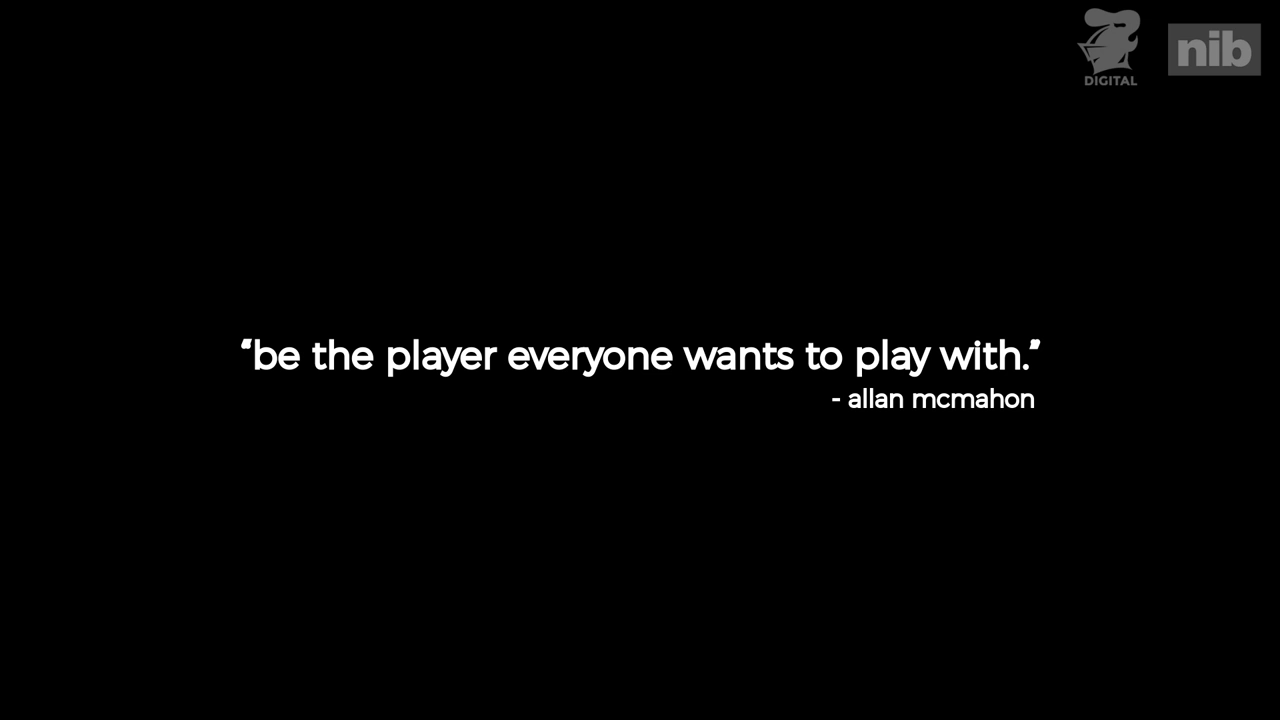 DIGITAL
nib
“be the player everyone wants to play with.”
- allan mcmahon